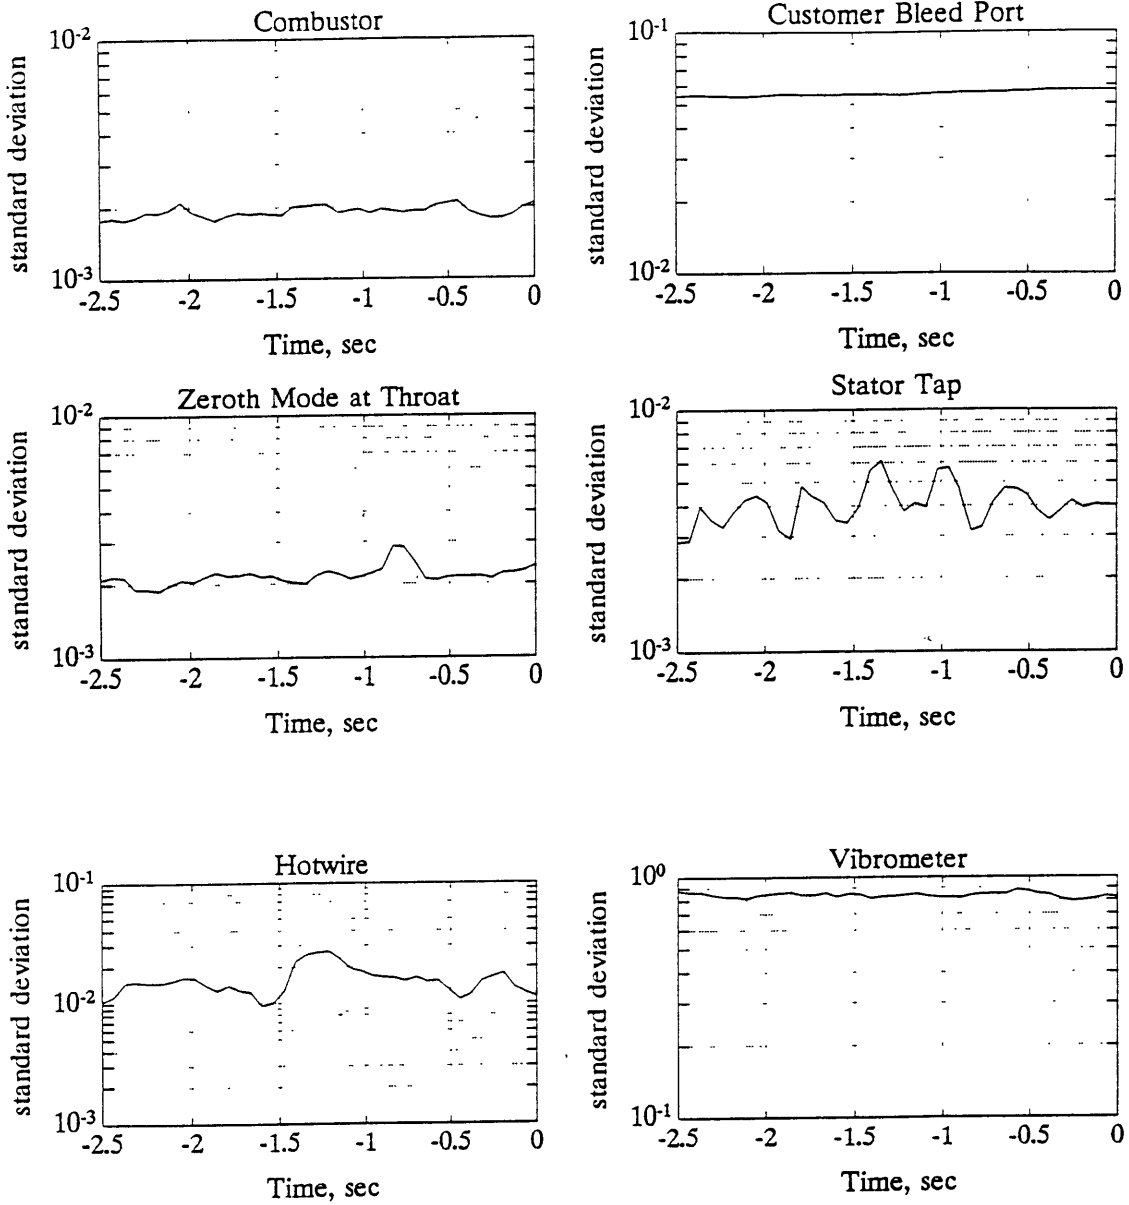 Combustor
10-2
standard deviation
10-3
-2.5 -2 -1.5 -1 -0.5 0
Time, sec
Customer Bleed Port
10-1
standard deviation
10-2
-2.5 -2 -1.5 -1 -0.5 0
Time, sec
Zeroth Mode at Throat
10-2
standard deviation
10-3
-2.5 -2 -1.5 -1 -0.5 0
Time, sec
Stator Tap
10-2
standard deviation
10-3
-2.5 -2 -1.5 -1 -0.5 0
Time, sec
Hotwire
10-1
standard deviation
10-2
10-3
-2.5 -2 -1.5 -1 -0.5 0
Time, sec
Vibrometer
100
standard deviation
10-1
-2.5 -2 -1.5 -1 -0.5 0
Time, sec